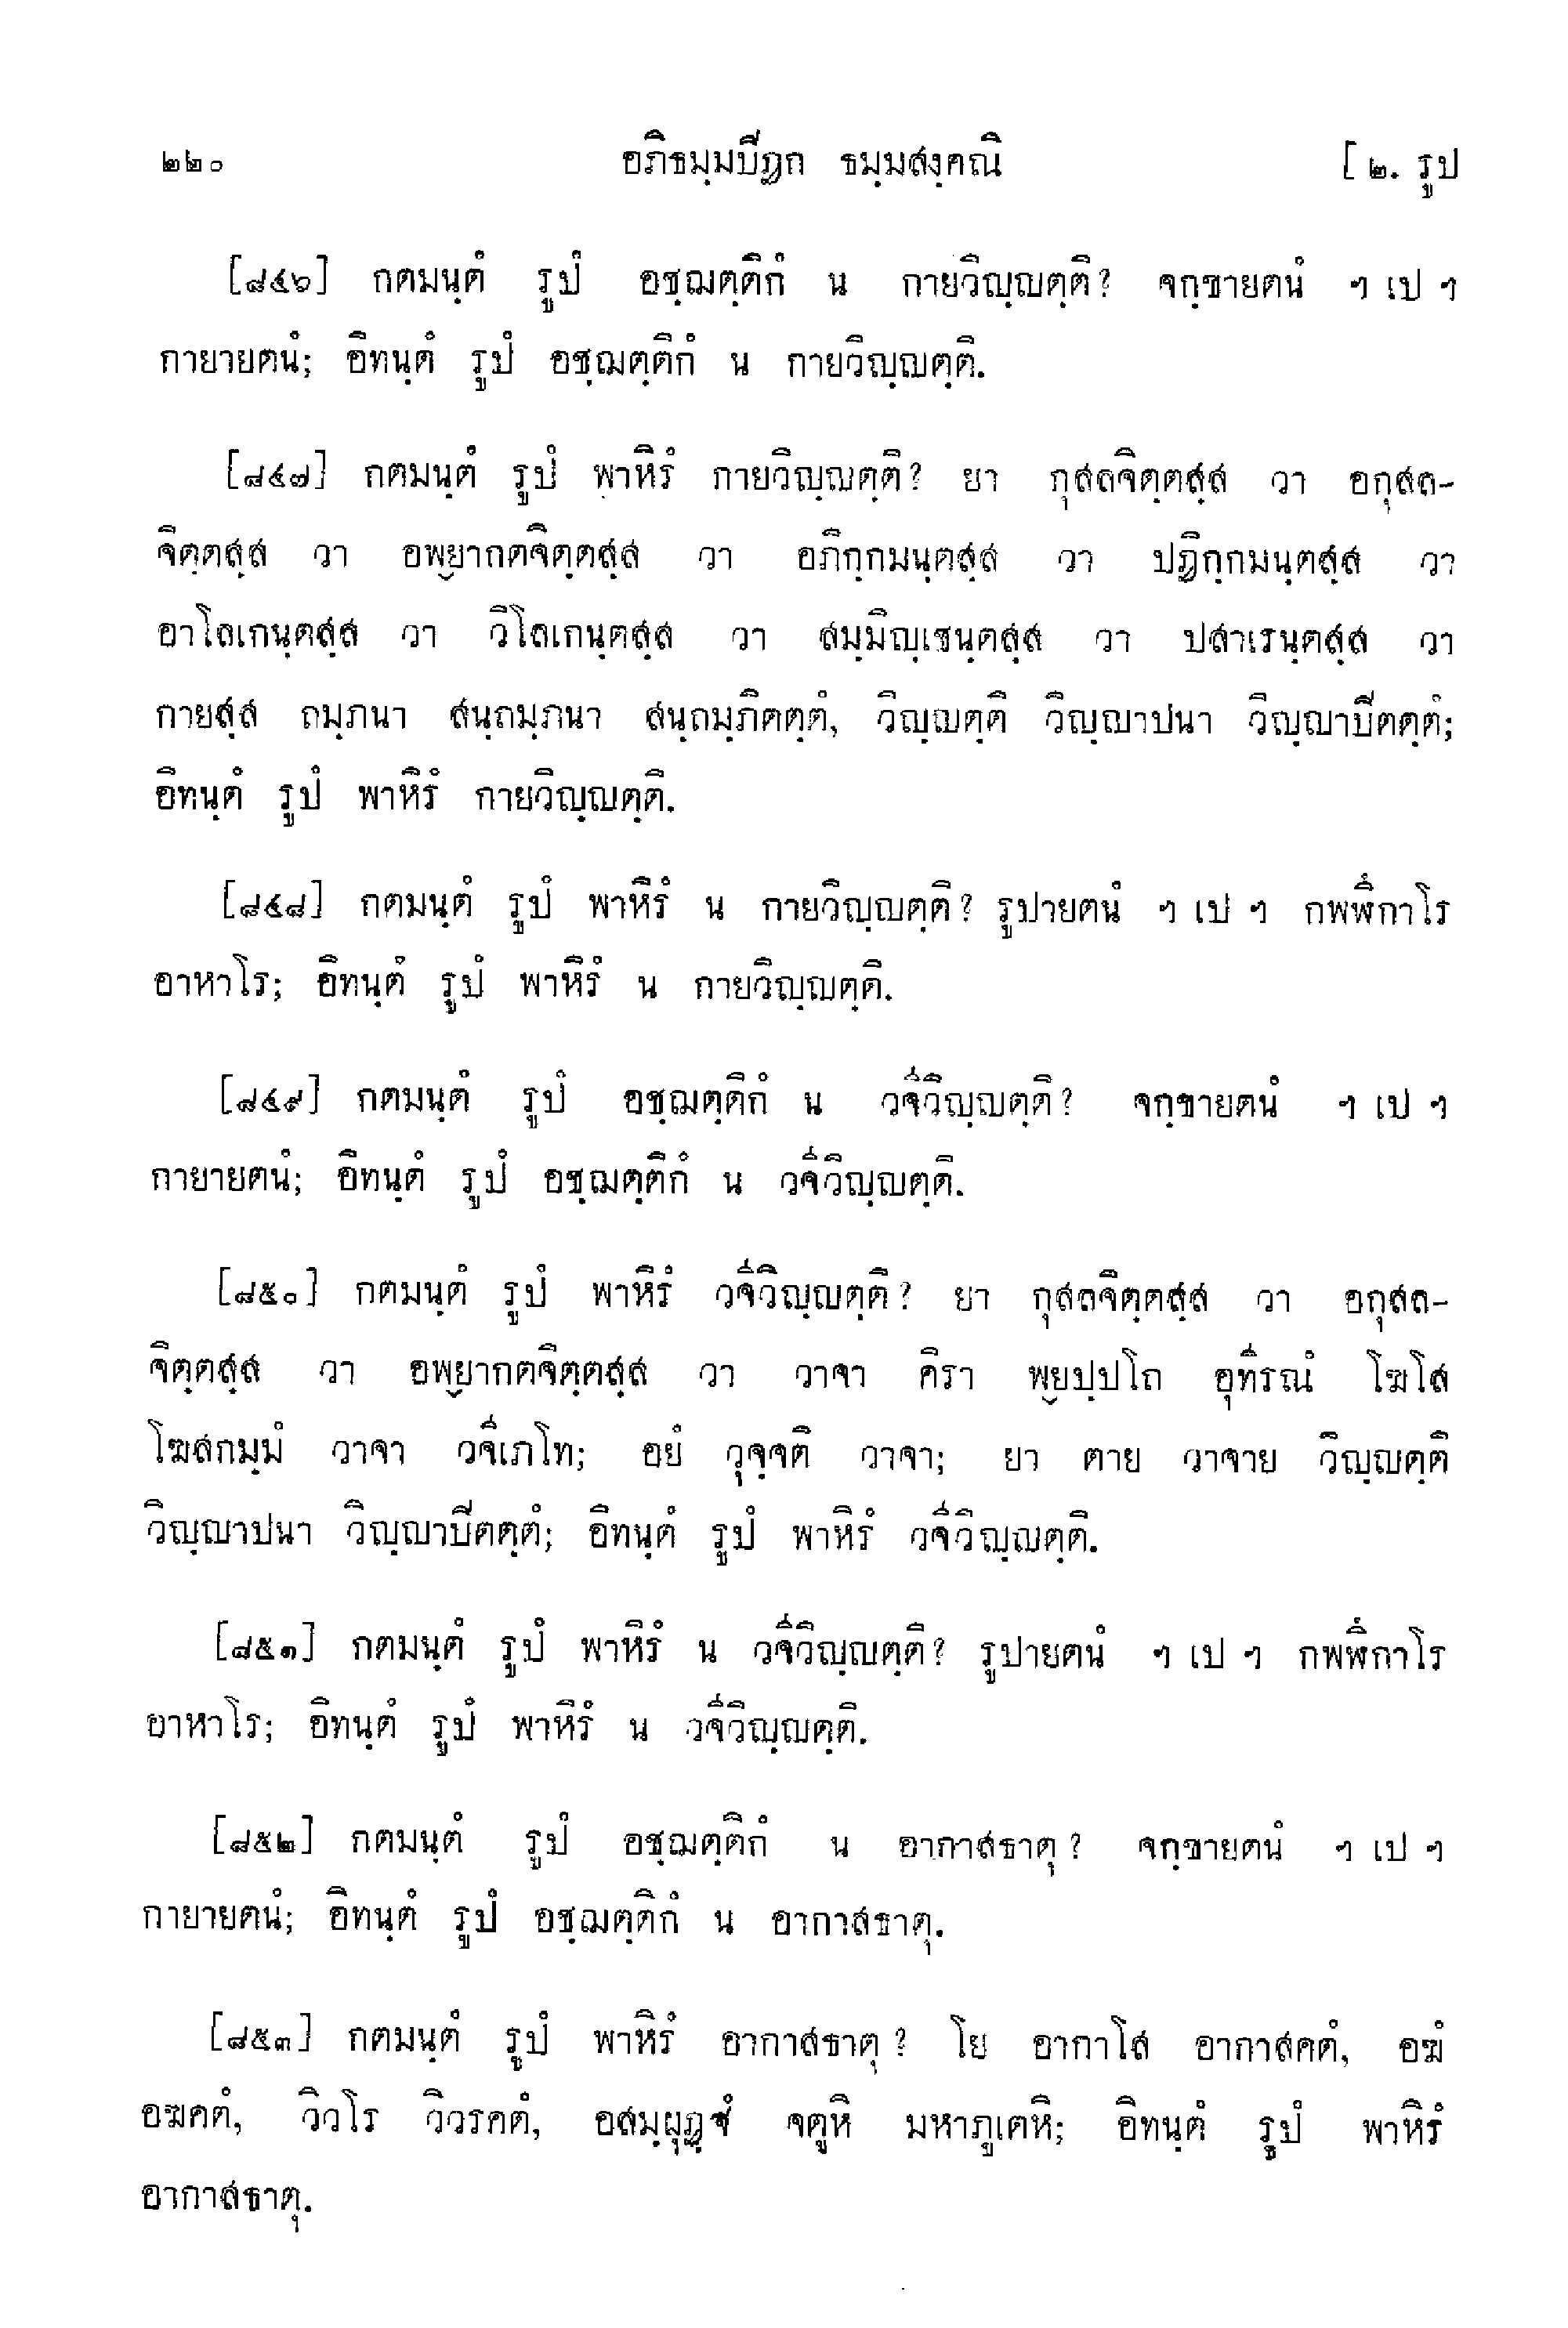 ๒๒๐ อภิธมฺมปิฏก ธมฺมสงฺคณิ [ ๒. รูป
[๘๔๖] กตมนฺตํ รูปํ อชฺฌตฺติกํ น กายวิญฺญตฺติ? จกฺขายตนํ ฯ เป ฯ
กายายตนํ; อิทนฺตํ รูปํ อชฺฌตฺติกํ น กายวิญฺญตฺติ.
[๘๔๗] กตมนฺตํ รูปํ พาหิรํ กายวิญฺญตฺติ? ยา กุสลจิตฺตสฺส วา อกุสล-
จิตฺตสฺส วา อพฺยากตจิตฺตสฺส วา อภิกฺกมนฺตสฺส วา ปฏิกฺกมนฺตสฺส วา
อาโลเกนฺตสฺส วา วิโลเกนฺตสฺส วา สมฺมิญฺเชนฺตสฺส วา ปสาเรนฺตสฺส วา
กายสฺส ถมฺภนา สนฺถมฺภนา สนฺถมฺภิตตฺตํ, วิญฺญตฺติ วิญฺญาปนา วิญฺญาปิตตฺตํ;
อิทนฺตํ รูปํ พาหิรํ กายวิญฺญตฺติ.
[๘๔๘] กตมนฺตํ รูปํ พาหิรํ น กายวิญฺญตฺติ? รูปายตนํ ฯ เป ฯ กพฬิงฺกาโร
อาหาโร; อิทนฺตํ รูปํ พาหิรํ น กายวิญฺญตฺติ.
[๘๔๙] กตมนฺตํ รูปํ อชฺฌตฺติกํ น วจีวิญฺญตฺติ? จกฺขายตนํ ฯ เป ฯ
กายายตนํ; อิทนฺตํ รูปํ อชฺฌตฺติกํ น วจีวิญฺญตฺติ.
[๘๕๐] กตมนฺตํ รูปํ พาหิรํ วจีวิญฺญตฺติ? ยา กุสลจิตฺตสฺส วา อกุสล-
จิตฺตสฺส วา อพฺยากตจิตฺตสฺส วา วาจา คิรา พฺยปฺปโถ อุทีรณํ โฆโส
โฆสกมฺมํ วาจา วจีเภโท; อยํ วุจฺจติ วาจา; ยา ตาย วาจาย วิญฺญตฺติ
วิญฺญาปนา วิญฺญาปิตตฺตํ; อิทนฺตํ รูปํ พาหิรํ วจีวิญฺญตฺติ.
[๘๕๑] กตมนฺตํ รูปํ พาหิรํ น วจีวิญฺญตฺติ? รูปายตนํ ฯ เป ฯ กพฬิงฺกาโร
อาหาโร; อิทนฺตํ รูปํ พาหิรํ น วจีวิญฺญตฺติ.
[๘๕๒] กตมนฺตํ รูปํ อชฺฌตฺติกํ น อากาสธาตุ? จกฺขายตนํ ฯ เป ฯ
กายายตนํ; อิทนฺตํ รูปํ อชฺฌตฺติกํ น อากาสธาตุ.
[๘๕๓] กตมนฺตํ รูปํ พาหิรํ อากาสธาตุ? โย อากาโส อากาสคตํ, อฆํ
อฆคตํ, วิวโร วิวรคตํ, อสมฺผุฏฺฐํ จตูหิ มหาภูเตหิ; อิทนฺตํ รูปํ พาหิรํ
อากาสธาตุ.